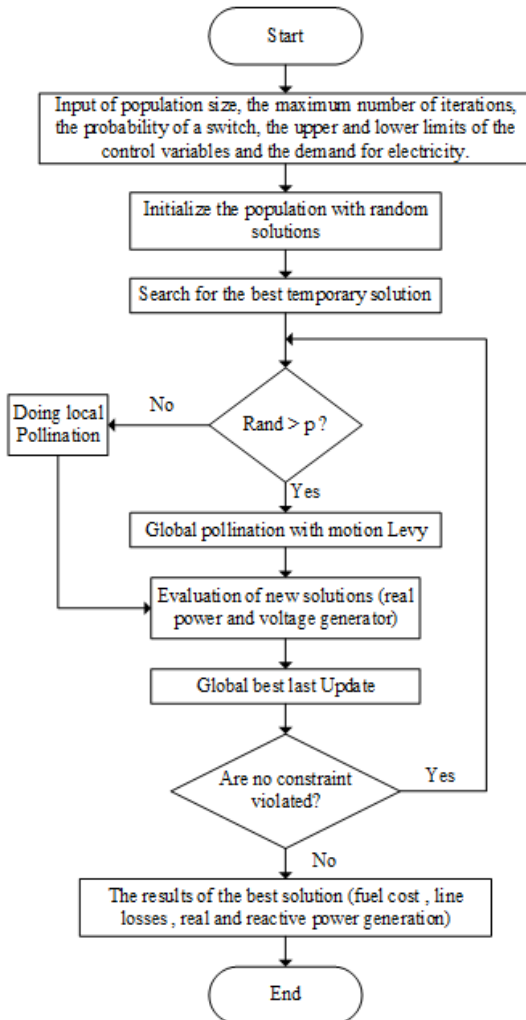 Start
Input of population size, the maximum number of iterations,
the probability of a switch, the upper and lower limits of the
control variables and the demand for electricity.
Initialize the population with random
solutions
Search for the best temporary solution
No
Doing local
Pollination
Rand > p ?
Yes
Global pollination with motion Levy
Evaluation of new solutions (real
power and voltage generator)
Global best last Update
Are no constraint
violated?
Yes
No
The results of the best solution (fuel cost , line
losses , real and reactive power generation)
End